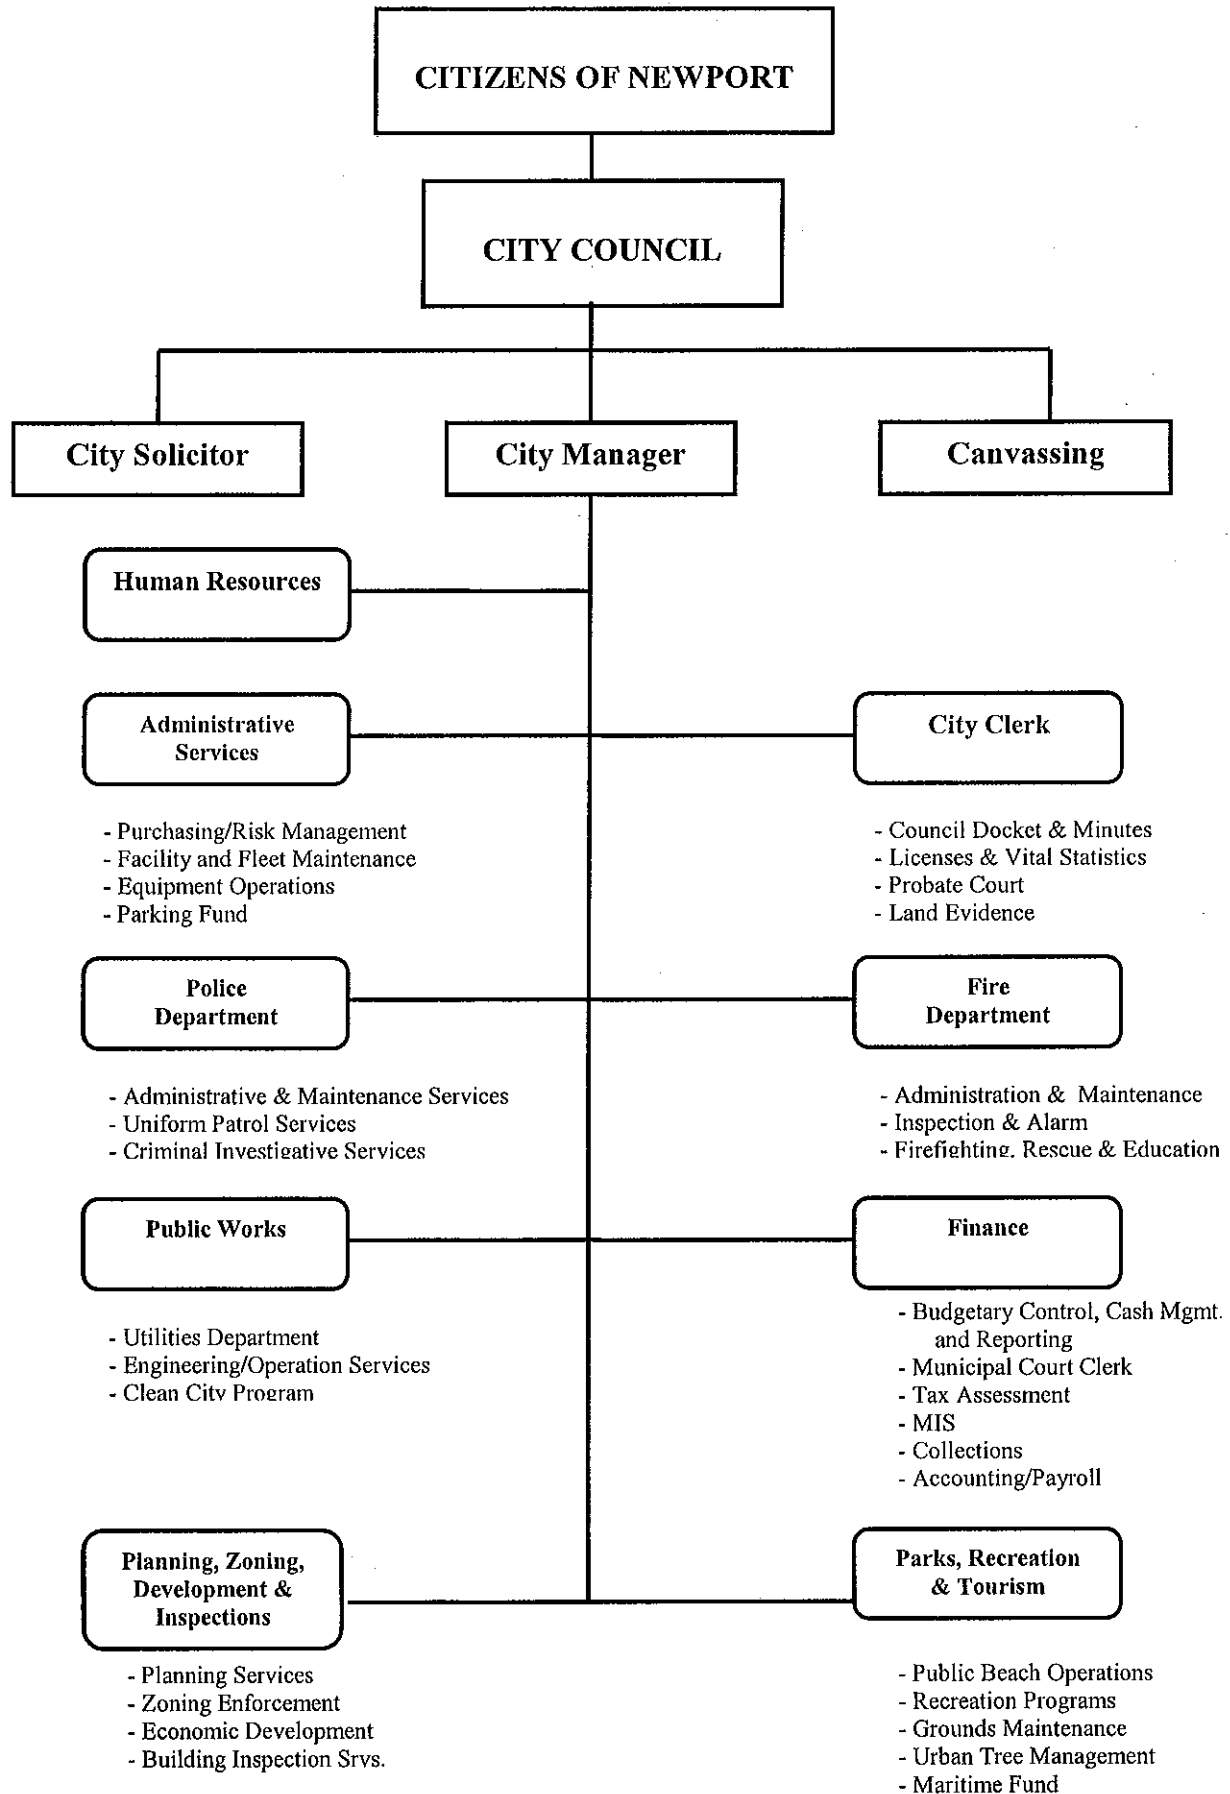 CITIZENS OF NEWPORT
CITY COUNCIL
City Solicitor
City Manager
Canvassing
Human Resources
Administrative
Services
- Purchasing/Risk Management
- Facility and Fleet Maintenance
- Equipment Operations
- Parking Fund
City Clerk
- Council Docket & Minutes
- Licenses & Vital Statistics
- Probate Court
- Land Evidence
Police
Department
- Administrative & Maintenance Services
- Uniform Patrol Services
- Criminal Investigative Services
Fire
Department
- Administration & Maintenance
- Inspection & Alarm
- Firefighting, Rescue & Education
Public Works
- Utilities Department
- Engineering/Operation Services
- Clean City Program
Finance
- Budgetary Control, Cash Mgmt.
and Reporting
- Municipal Court Clerk
- Tax Assessment
- MIS
- Collections
- Accounting/Payroll
Planning, Zoning,
Development &
Inspections
- Planning Services
- Zoning Enforcement
- Economic Development
- Building Inspection Srvs.
Parks, Recreation
& Tourism
- Public Beach Operations
- Recreation Programs
- Grounds Maintenance
- Urban Tree Management
- Maritime Fund